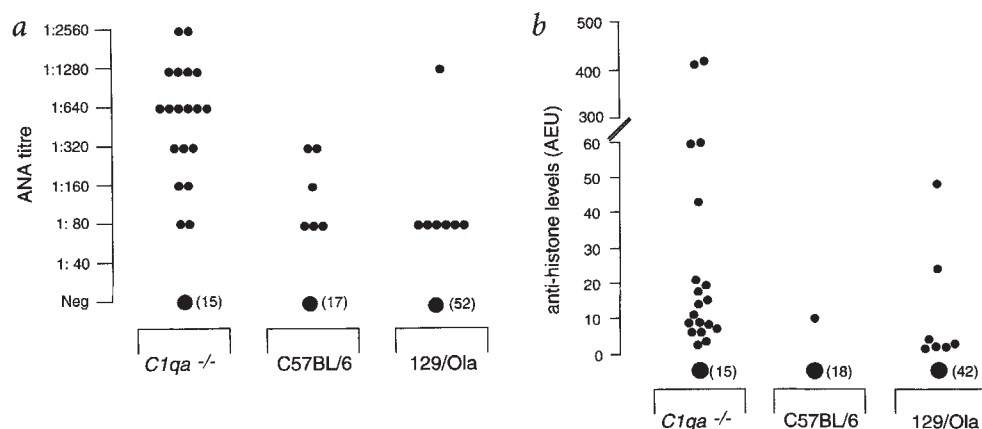 a
ANA titre
1:2560
1:1280
1:640
1:320
1:160
1: 80
1: 40
Neg
(15)
(17)
(52)
C1qa -/-
C57BL/6
129/Ola
b
anti-histone levels (AEU)
500
400
300
60
50
40
30
20
10
0
(15)
(18)
(42)
C1qa -/-
C57BL/6
129/Ola